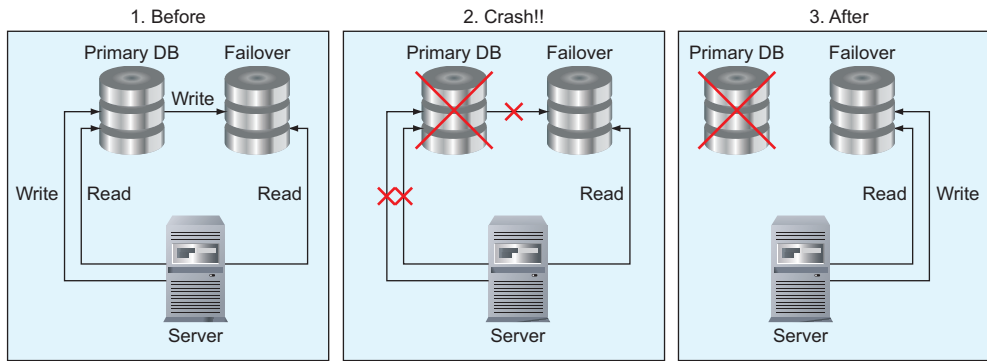 1. Before
Primary DB
Failover
Write
Write
Read
Read
Server
2. Crash!!
Primary DB
Failover
Read
Server
3. After
Primary DB
Failover
Read
Write
Server